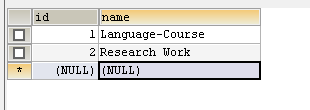 id name
1 Language-Course
2 Research Work
* (NULL) (NULL)